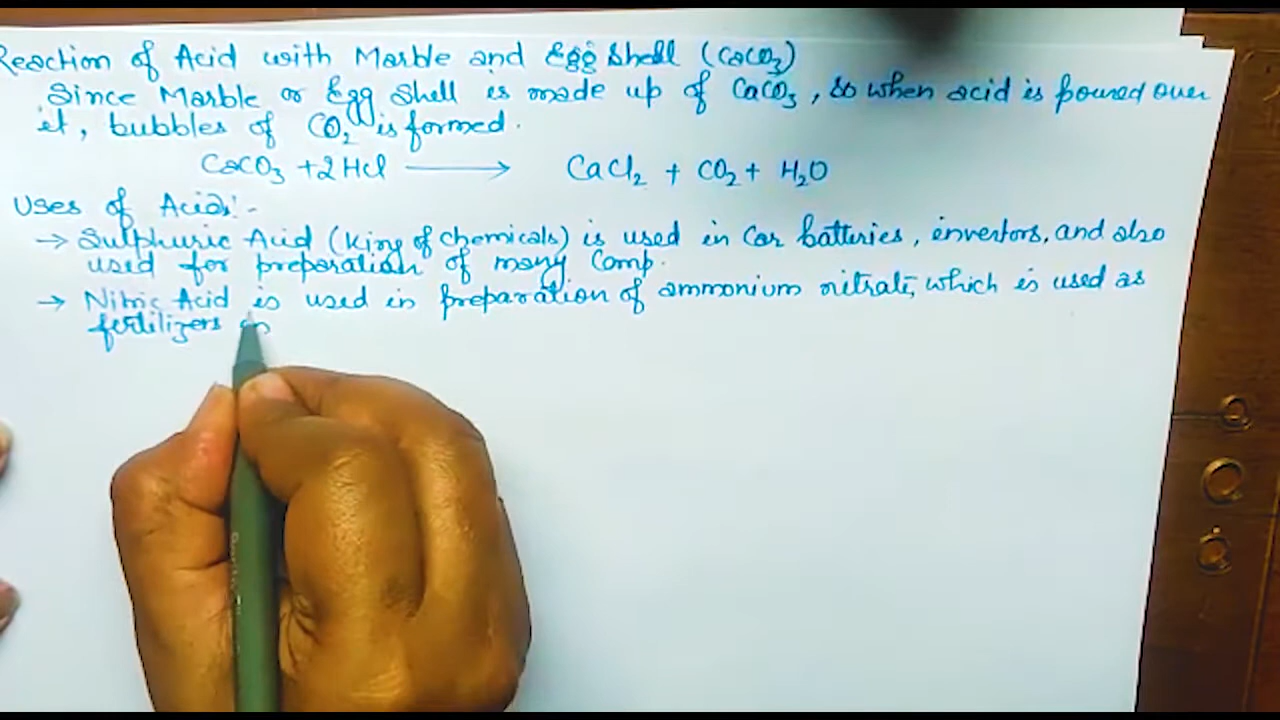 Reaction of Acid with Marble and Egg Shell (CaCO3)
Since Marble or Egg Shell is made up of CaCO3, so when acid is poured over
it, bubbles of CO2 is formed.
CaCO3 + 2HCl ⟶ CaCl2 + CO2 + H2O
Uses of Acid:-
→ Sulphuric Acid (King of Chemicals) is used in Car batteries, invertors, and also
used for preparation of many Comp.
→ Nitric Acid is used in preparation of ammonium nitrate, which is used as
fertilizers